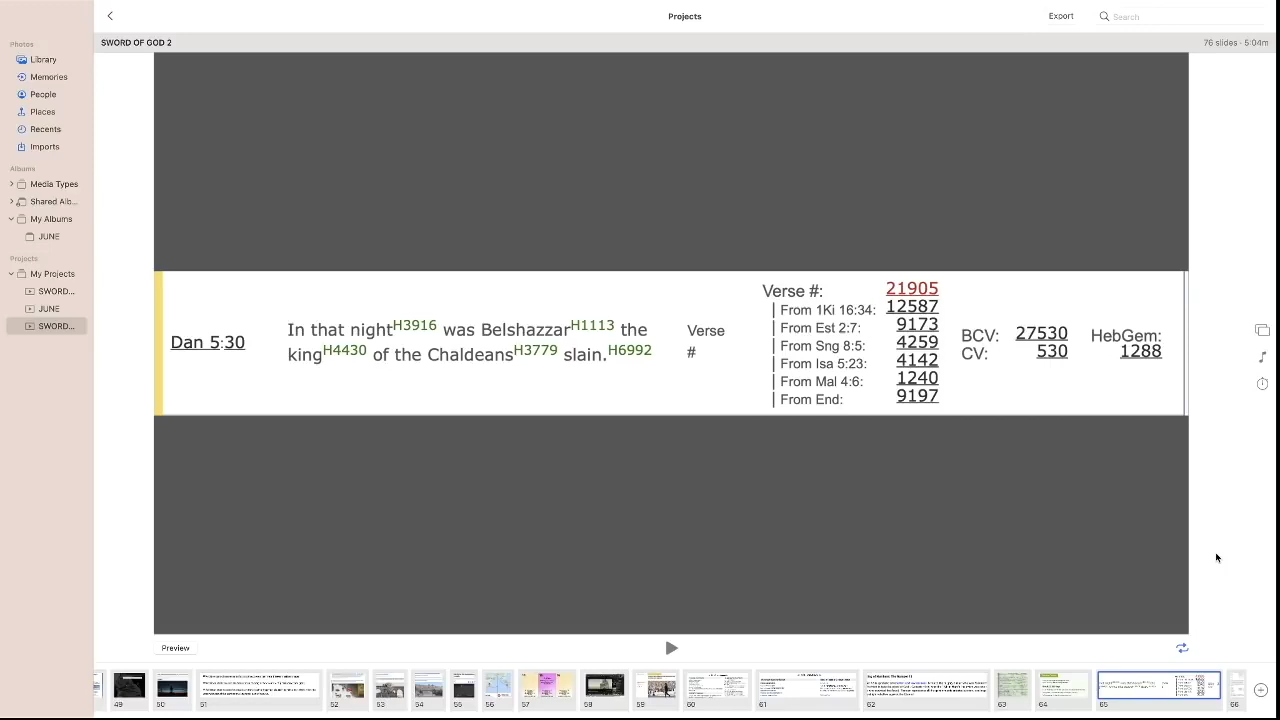 Projects
Export
Search
SWORD OF GOD 2
76 slides · 5:04m
Photos
Library
Memories
People
Places
Recents
Imports
Albums
Media Types
Shared Alb...
My Albums
JUNE
Projects
My Projects
SWORD...
JUNE
SWORD...
Dan 5:30
In that nightH3916 was BelshazzarH1113 the
kingH4430 of the ChaldeansH3779 slain.H6992
Verse
#
Verse #: 21905
| From 1Ki 16:34: 12587
| From Est 2:7: 9173
| From Sng 8:5: 4259
| From Isa 5:23: 4142
| From Mal 4:6: 1240
| From End: 9197
BCV: 27530
CV: 530
HebGem:
1288
Preview
49
50
51
52
53
54
55
56
57
58
59
60
61
62
63
64
65
66